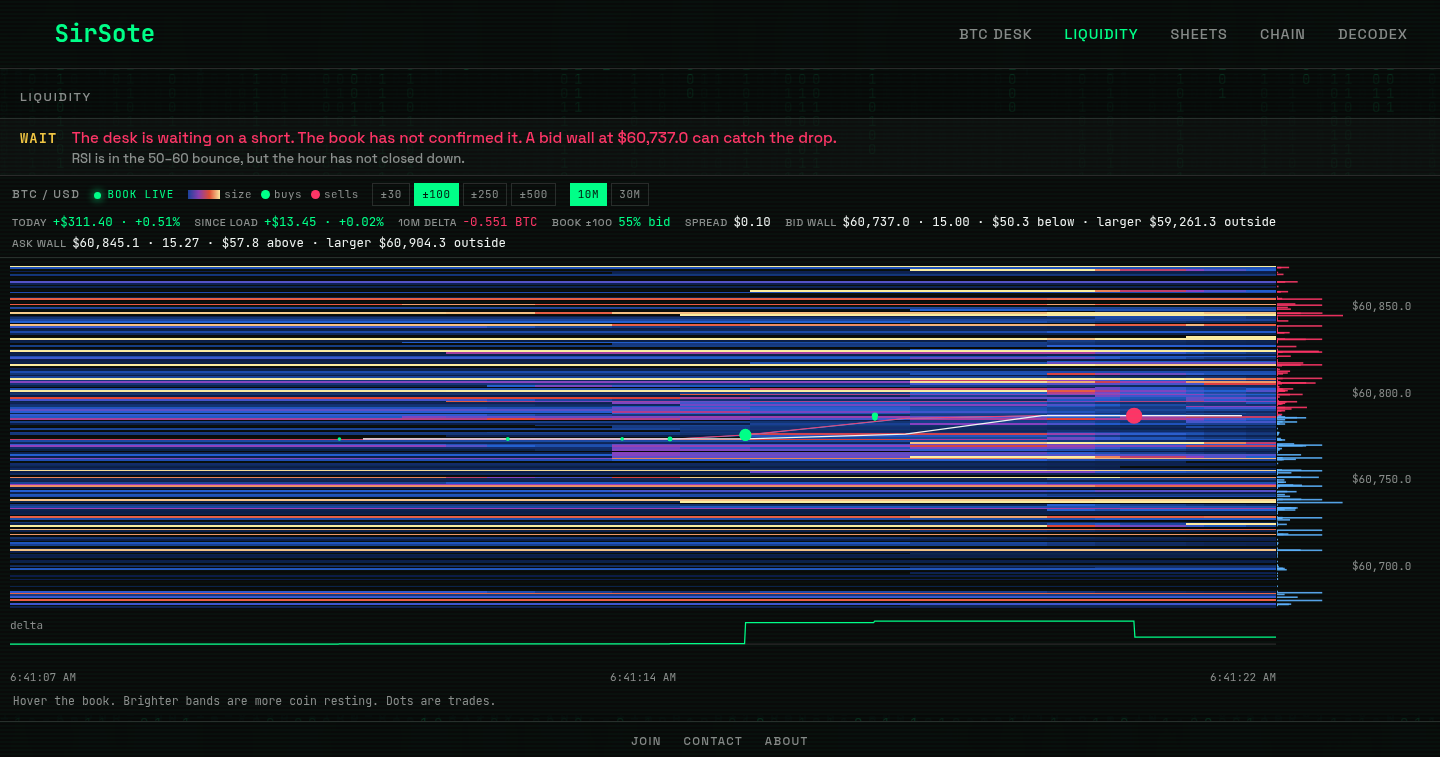 SirSote
BTC DESK LIQUIDITY SHEETS CHAIN DECODEX
LIQUIDITY
WAIT The desk is waiting on a short. The book has not confirmed it. A bid wall at $60,737.0 can catch the drop.
RSI is in the 50–60 bounce, but the hour has not closed down.
BTC / USD BOOK LIVE size buys sells ±30 ±100 ±250 ±500 10M 30M
TODAY +$311.40 · +0.51% SINCE LOAD +$13.45 · +0.02% 10M DELTA -0.551 BTC BOOK ±100 55% bid SPREAD $0.10 BID WALL $60,737.0 · 15.00 · $50.3 below · larger $59,261.3 outside
ASK WALL $60,845.1 · 15.27 · $57.8 above · larger $60,904.3 outside
$60,850.0
$60,800.0
$60,750.0
$60,700.0
delta
6:41:07 AM 6:41:14 AM 6:41:22 AM
Hover the book. Brighter bands are more coin resting. Dots are trades.
JOIN CONTACT ABOUT